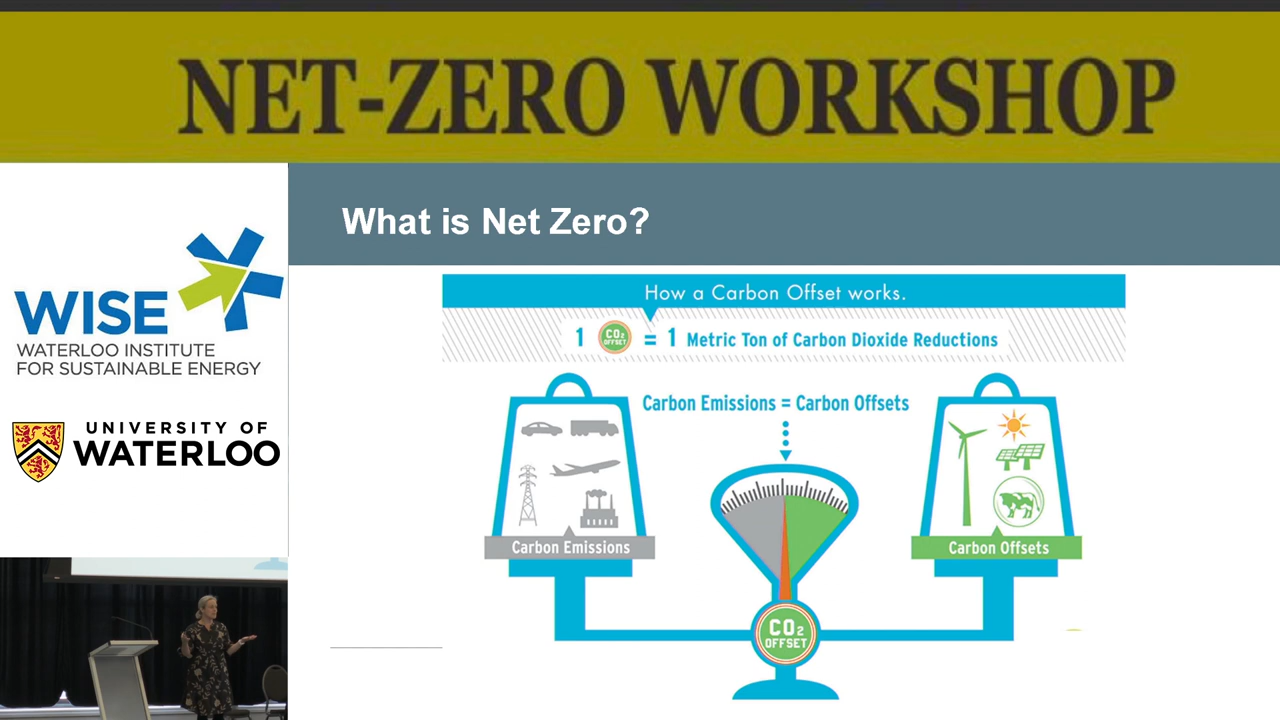 NET-ZERO WORKSHOP
What is Net Zero?
WISE
WATERLOO INSTITUTE
FOR SUSTAINABLE ENERGY
UNIVERSITY OF
WATERLOO
How a Carbon Offset works.
1 CO2 OFFSET = 1 Metric Ton of Carbon Dioxide Reductions
Carbon Emissions = Carbon Offsets
Carbon Emissions
Carbon Offsets
CO2
OFFSET